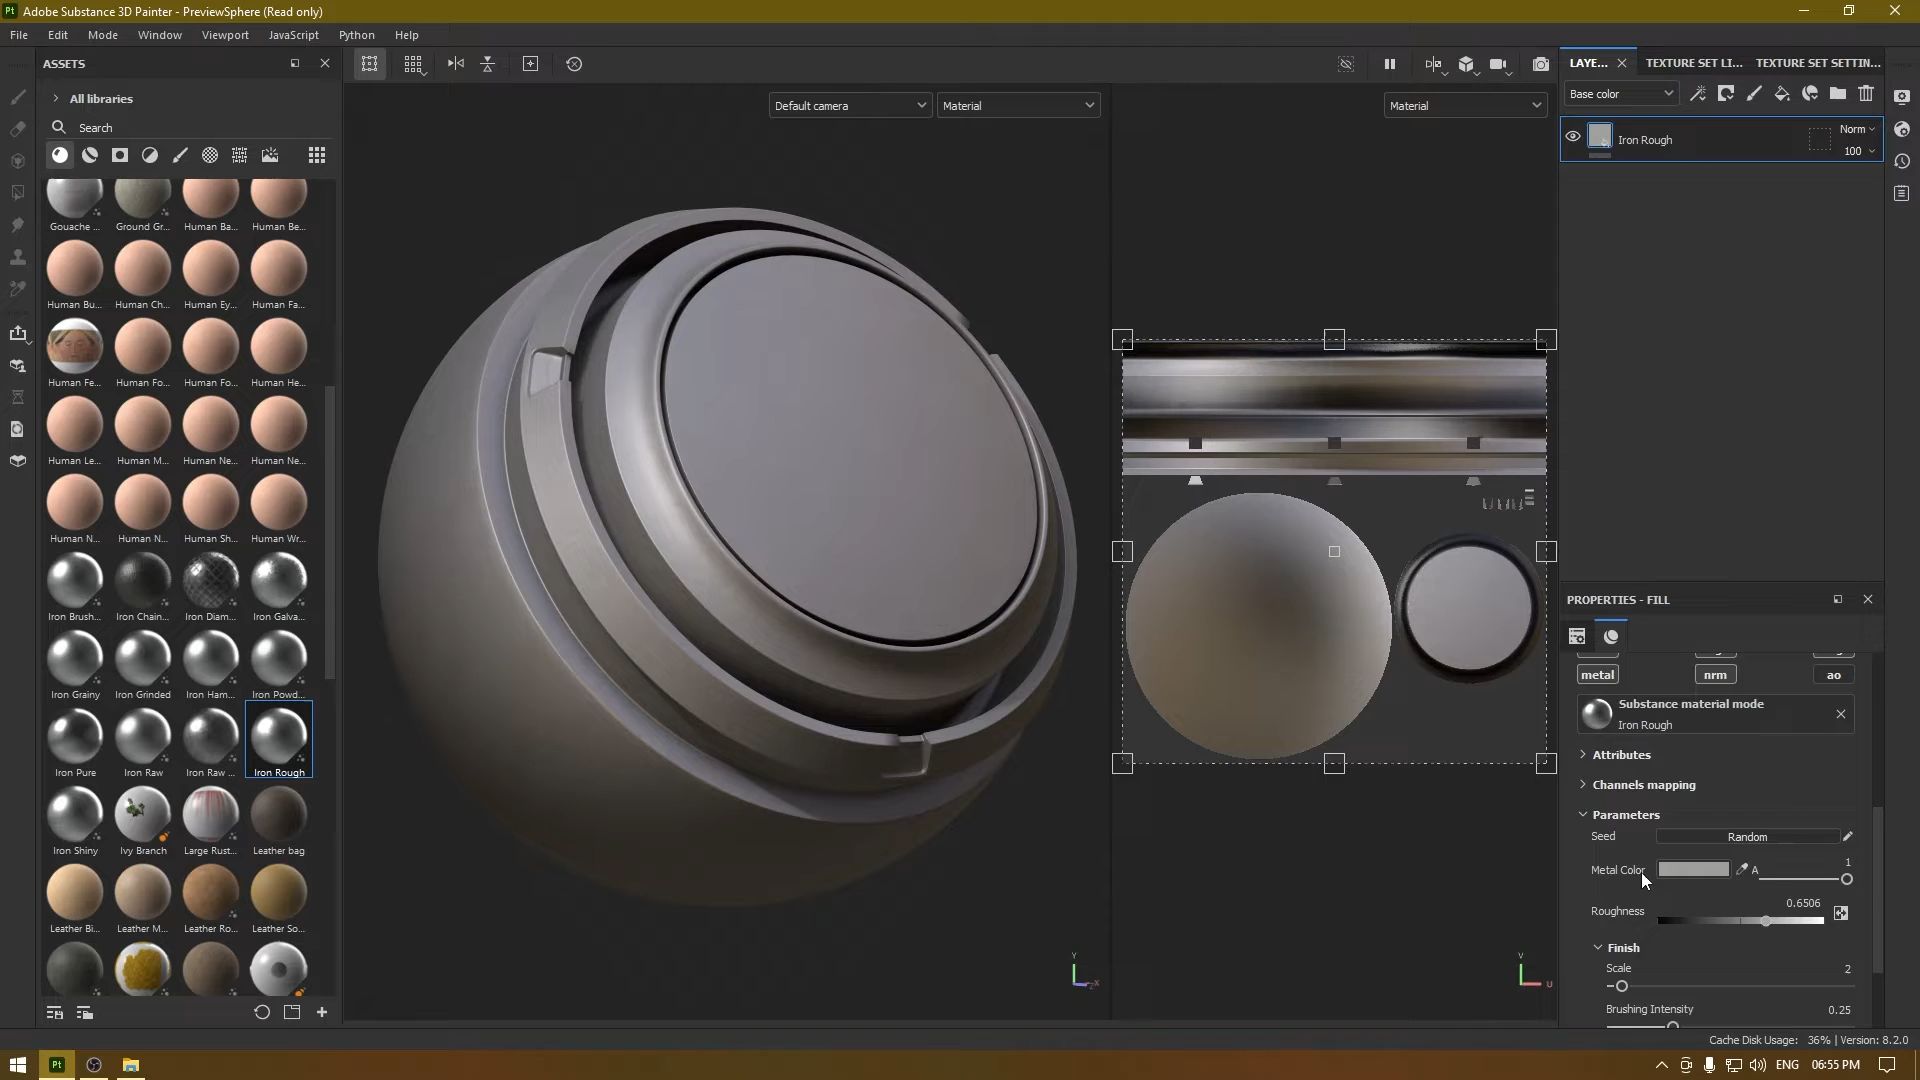 Adobe Substance 3D Painter - PreviewSphere (Read only)
File Edit Mode Window Viewport JavaScript Python Help
ASSETS
All libraries
Search
Gouache ... Ground Gr... Human Ba... Human Be...
Human Bu... Human Ch... Human Ey... Human Fa...
Human Fe... Human Fo... Human Fo... Human He...
Human Le... Human M... Human Ne... Human Ne...
Human N... Human N... Human Sh... Human Wr...
Iron Brush... Iron Chain... Iron Diam... Iron Galva...
Iron Grainy Iron Grinded Iron Ham... Iron Powd...
Iron Pure Iron Raw Iron Raw ... Iron Rough
Iron Shiny Ivy Branch Large Rust... Leather bag
Leather Bi... Leather M... Leather Ro... Leather So...
Default camera
Material
Material
Y
X
V
U
LAYE... TEXTURE SET LI... TEXTURE SET SETTIN...
Base color
Iron Rough
Norm
100
PROPERTIES - FILL
metal nrm ao
Substance material mode
Iron Rough
Attributes
Channels mapping
Parameters
Seed Random
Metal Color A 1
Roughness 0.6506
Finish
Scale 2
Brushing Intensity 0.25
Cache Disk Usage: 36% | Version: 8.2.0
Pt
ENG 06:55 PM